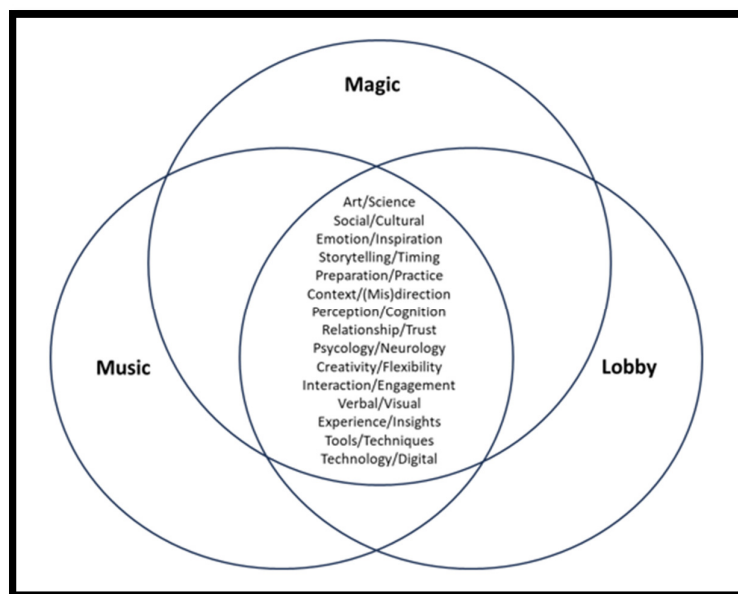 Magic
Art/Science
Social/Cultural
Emotion/Inspiration
Storytelling/Timing
Preparation/Practice
Context/(Mis)direction
Perception/Cognition
Relationship/Trust
Psycology/Neurology
Creativity/Flexibility
Interaction/Engagement
Verbal/Visual
Experience/Insights
Tools/Techniques
Technology/Digital
Music
Lobby